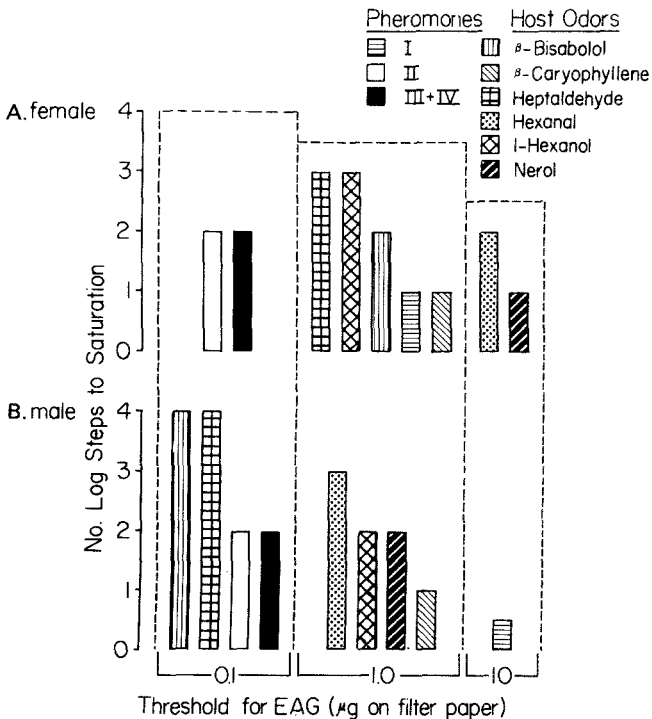 Pheromones Host Odors
I β-Bisabolol
II β-Caryophyllene
III+IV Heptaldehyde
Hexanal
1-Hexanol
Nerol
A. female
4
3
2
1
0
No. Log Steps to Saturation
B. male
4
3
2
1
0
0.1 1.0 10
Threshold for EAG (μg on filter paper)